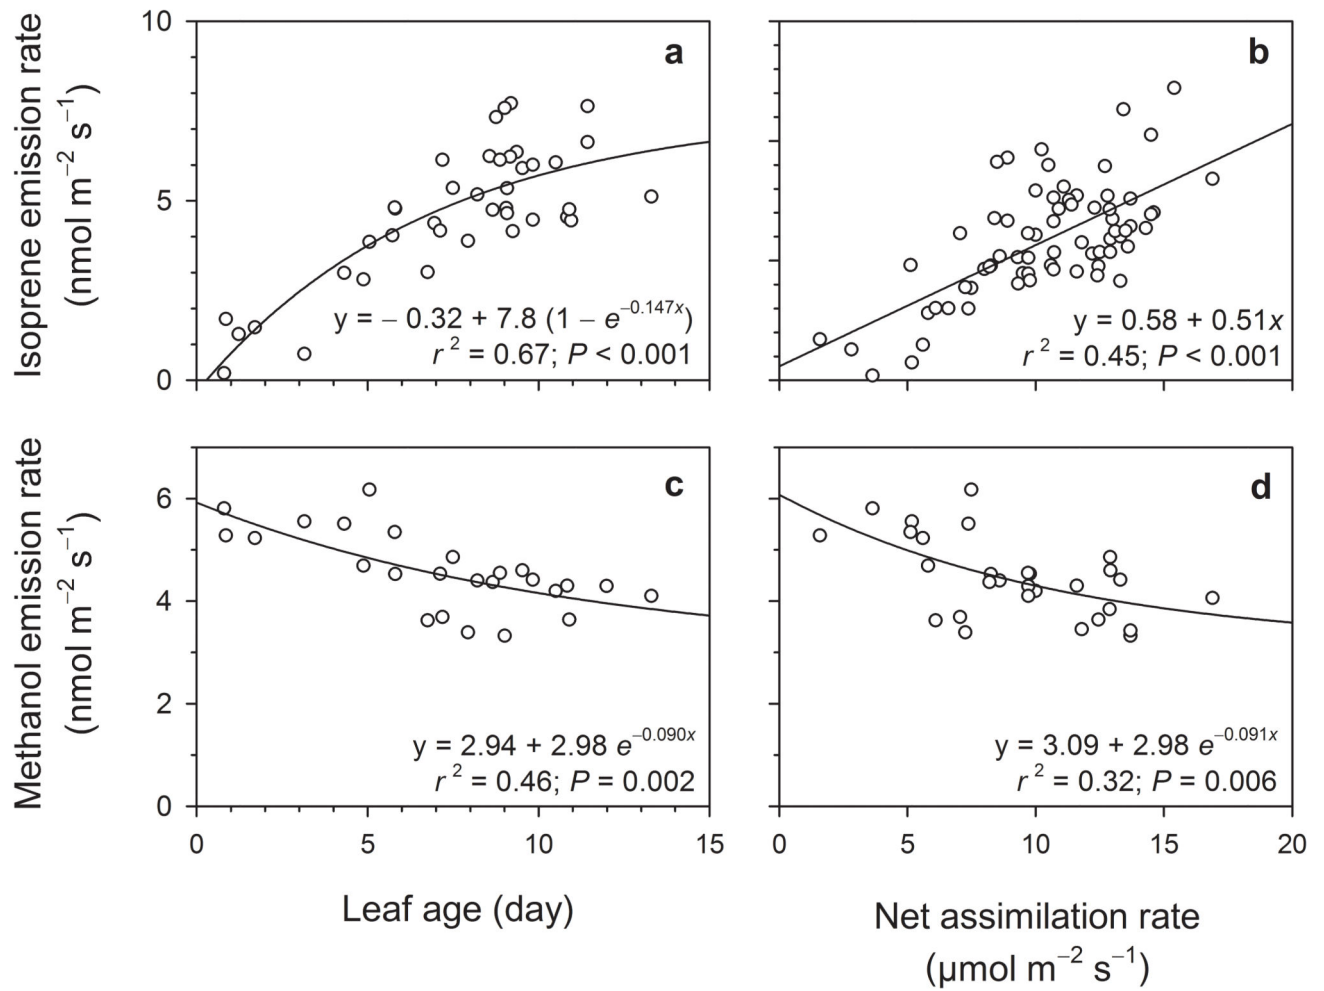 Isoprene emission rate
(nmol m⁻² s⁻¹)
10
5
0
a
y = – 0.32 + 7.8 (1 – e^−0.147x)
r² = 0.67; P < 0.001
b
y = 0.58 + 0.51x
r² = 0.45; P < 0.001
Methanol emission rate
(nmol m⁻² s⁻¹)
6
4
2
0
c
y = 2.94 + 2.98 e^−0.090x
r² = 0.46; P = 0.002
d
y = 3.09 + 2.98 e^−0.091x
r² = 0.32; P = 0.006
0 5 10 15
0 5 10 15 20
Leaf age (day)
Net assimilation rate
(µmol m⁻² s⁻¹)